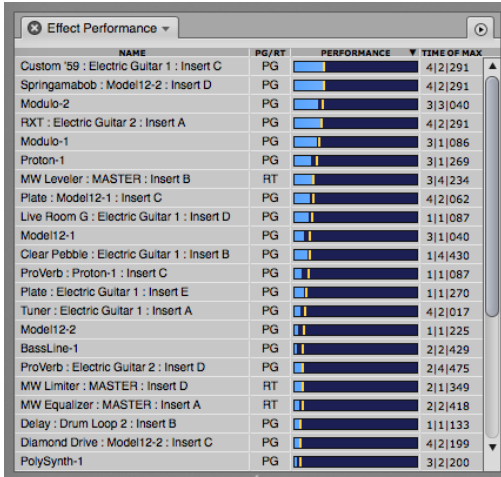 Effect Performance
NAME PG/RT PERFORMANCE TIME OF MAX
Custom '59 : Electric Guitar 1 : Insert C PG 4|2|291
Springamabob : Model12-2 : Insert D PG 4|2|291
Modulo-2 PG 3|3|040
RXT : Electric Guitar 2 : Insert A PG 4|2|291
Modulo-1 PG 3|1|086
Proton-1 PG 3|1|269
MW Leveler : MASTER : Insert B RT 3|4|234
Plate : Model12-1 : Insert C PG 4|2|062
Live Room G : Electric Guitar 1 : Insert D PG 1|1|087
Model12-1 PG 3|1|040
Clear Pebble : Electric Guitar 1 : Insert B PG 1|4|430
ProVerb : Proton-1 : Insert C PG 1|1|087
Plate : Electric Guitar 1 : Insert E PG 1|1|270
Tuner : Electric Guitar 1 : Insert A PG 4|2|017
Model12-2 PG 1|1|225
BassLine-1 PG 2|2|429
ProVerb : Electric Guitar 2 : Insert D PG 2|4|475
MW Limiter : MASTER : Insert D RT 2|1|349
MW Equalizer : MASTER : Insert A RT 2|2|418
Delay : Drum Loop 2 : Insert B PG 1|1|133
Diamond Drive : Model12-2 : Insert C PG 4|2|199
PolySynth-1 PG 3|2|200